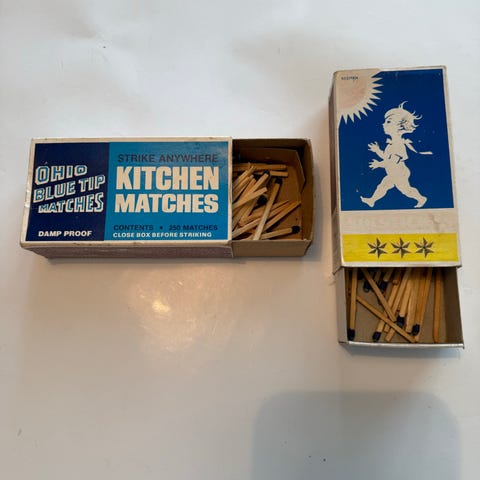 OHIO
BLUE TIP
MATCHES
DAMP PROOF
STRIKE ANYWHERE
KITCHEN
MATCHES
CONTENTS • 250 MATCHES
CLOSE BOX BEFORE STRIKING